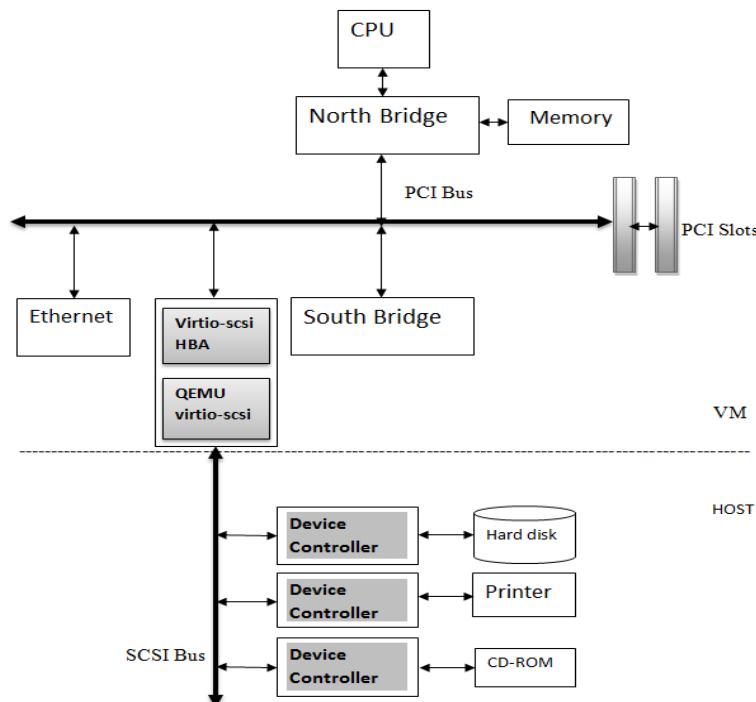 CPU
North Bridge
Memory
PCI Bus
PCI Slots
Ethernet
Virtio-scsi
HBA
QEMU
virtio-scsi
South Bridge
VM
HOST
Device
Controller
Hard disk
Device
Controller
Printer
SCSI Bus
Device
Controller
CD-ROM